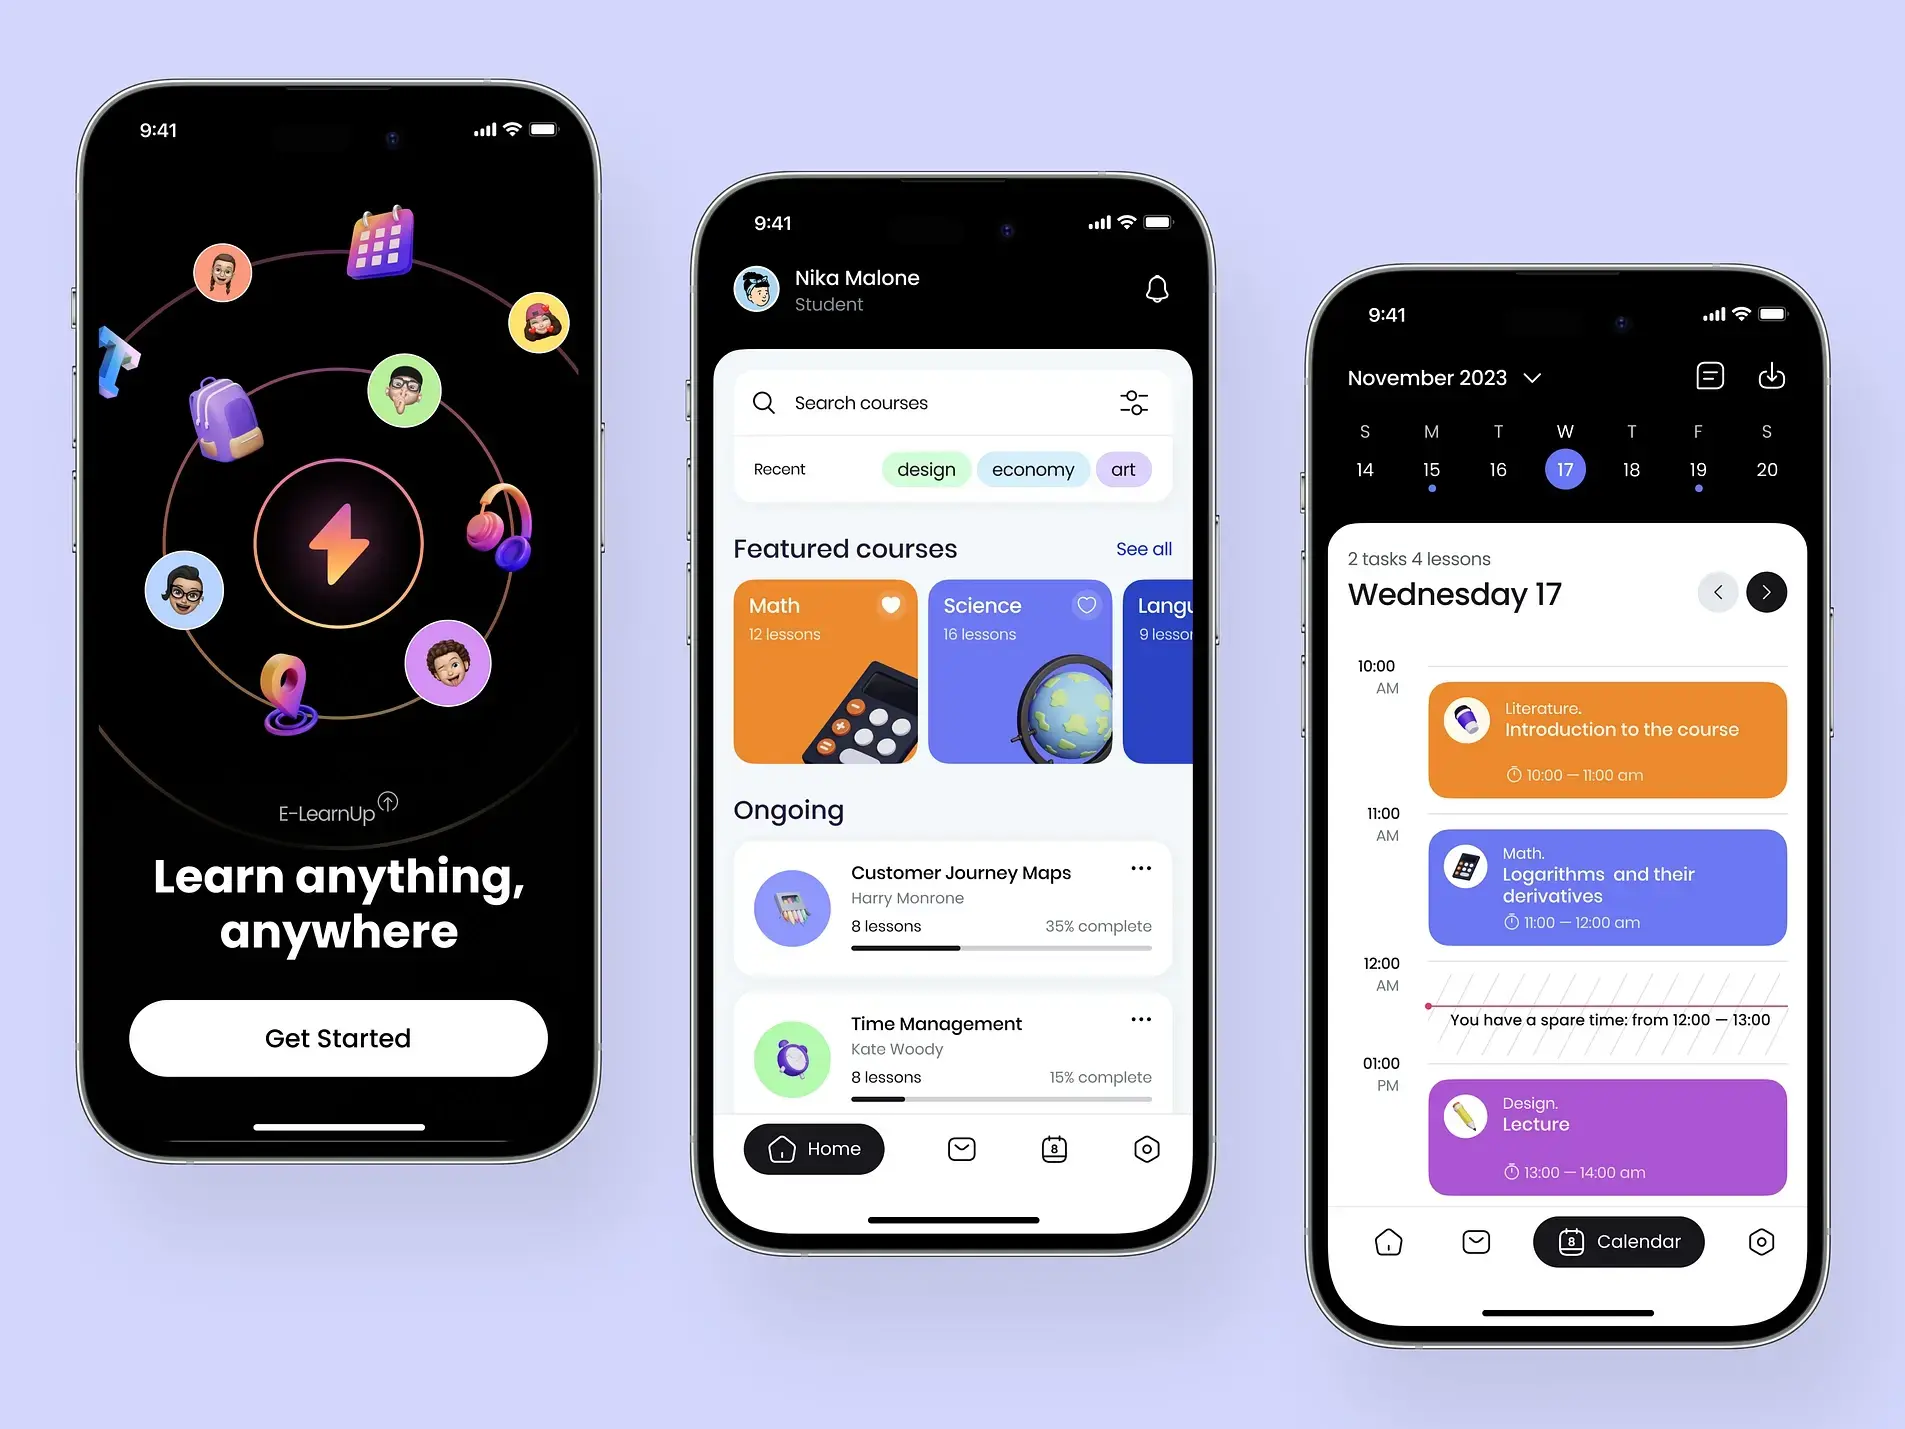 9:41
E-LearnUp
Learn anything,
anywhere
Get Started
9:41
Nika Malone
Student
Search courses
Recent design economy art
Featured courses See all
Math
12 lessons
Science
16 lessons
Langu
9 lesson
Ongoing
Customer Journey Maps
Harry Monrone
8 lessons 35% complete
Time Management
Kate Woody
8 lessons 15% complete
Home
8
9:41
November 2023
S M T W T F S
14 15 16 17 18 19 20
2 tasks 4 lessons
Wednesday 17
10:00
AM
Literature.
Introduction to the course
10:00 — 11:00 am
11:00
AM
Math.
Logarithms and their
derivatives
11:00 — 12:00 am
12:00
AM
You have a spare time: from 12:00 — 13:00
01:00
PM
Design.
Lecture
13:00 — 14:00 am
8 Calendar